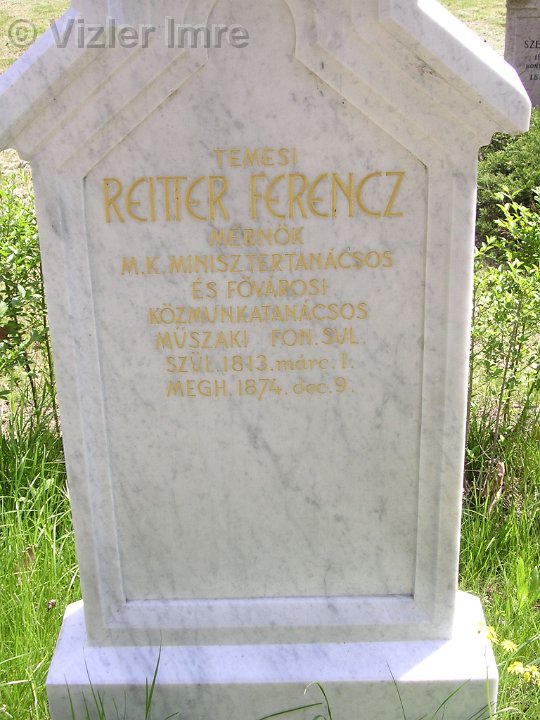 © Vizler Imre
TEMESI
REITTER FERENCZ
MÉRNÖK
M.K. MINISZTERTANÁCSOS
ÉS FŐVÁROSI
KÖZMUNKATANÁCSOS
MŰSZAKI FŐN. SUL.
SZÜL. 1813. márc. 1.
MEGH. 1874. dec. 9.